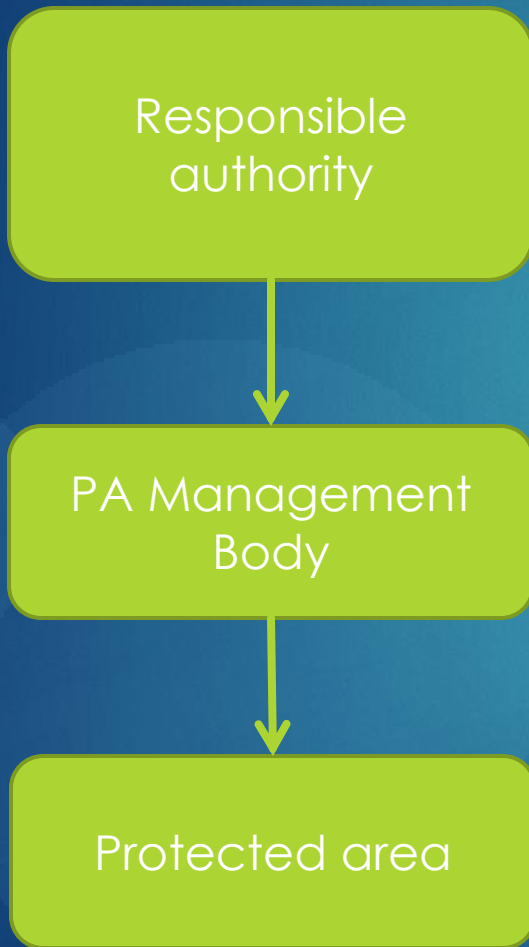 Responsible
authority
PA Management
Body
Protected area